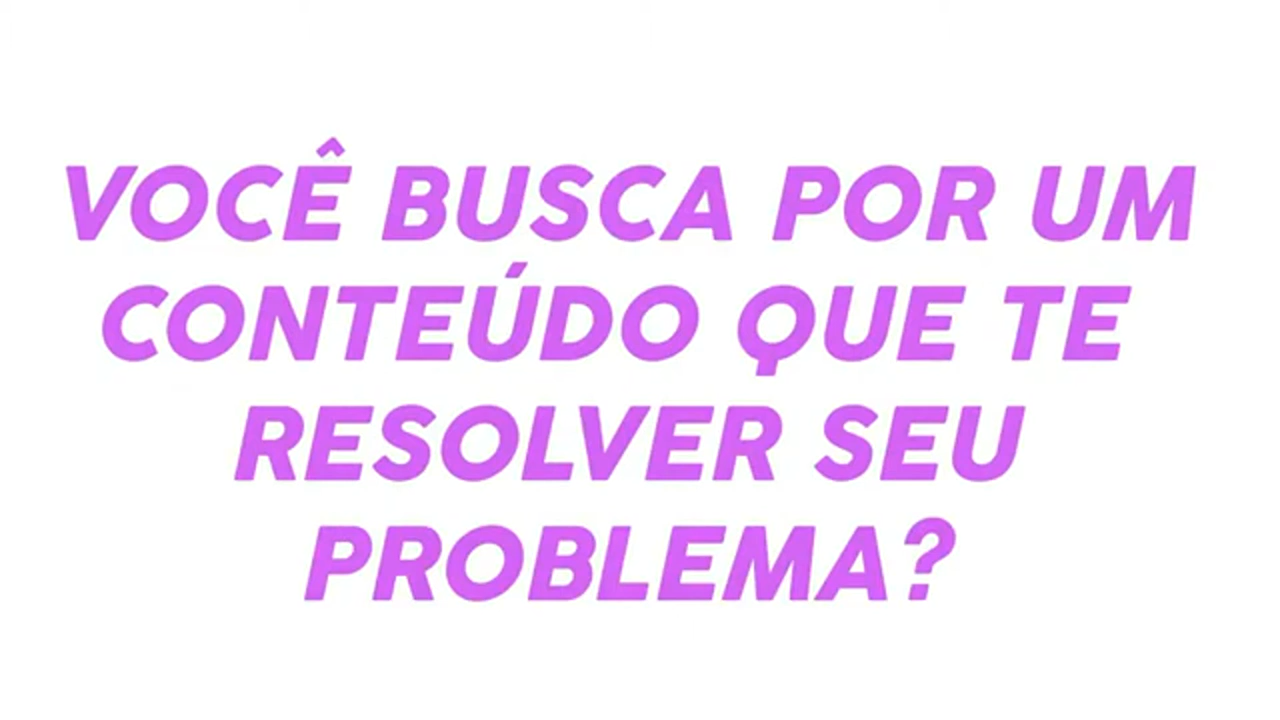 VOCÊ BUSCA POR UM
CONTEÚDO QUE TE
RESOLVER SEU
PROBLEMA?